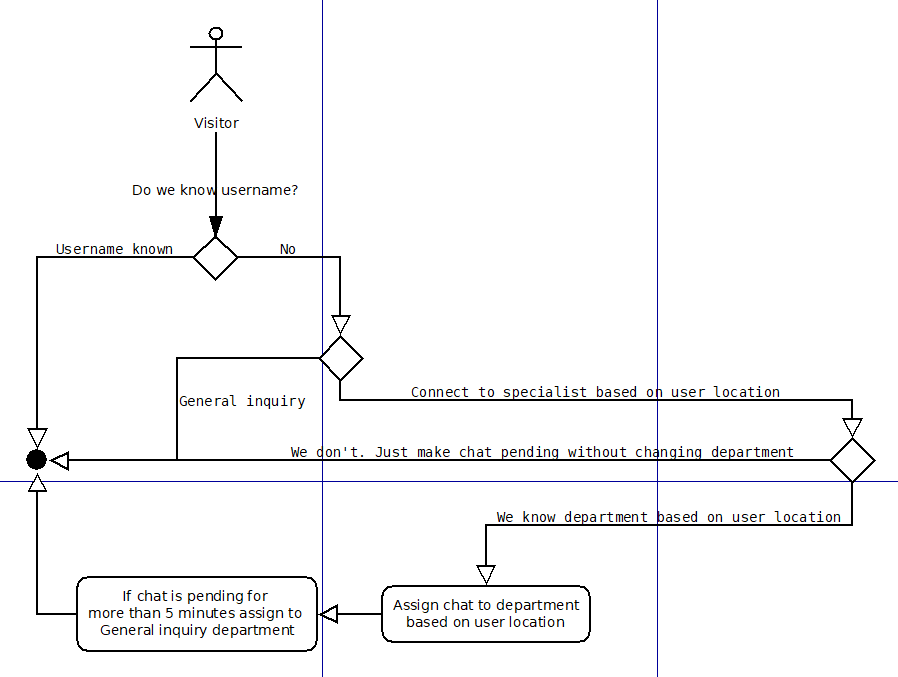 Visitor
Do we know username?
Username known
No
Connect to specialist based on user location
General inquiry
We don't. Just make chat pending without changing department
We know department based on user location
If chat is pending for
more than 5 minutes assign to
General inquiry department
Assign chat to department
based on user location